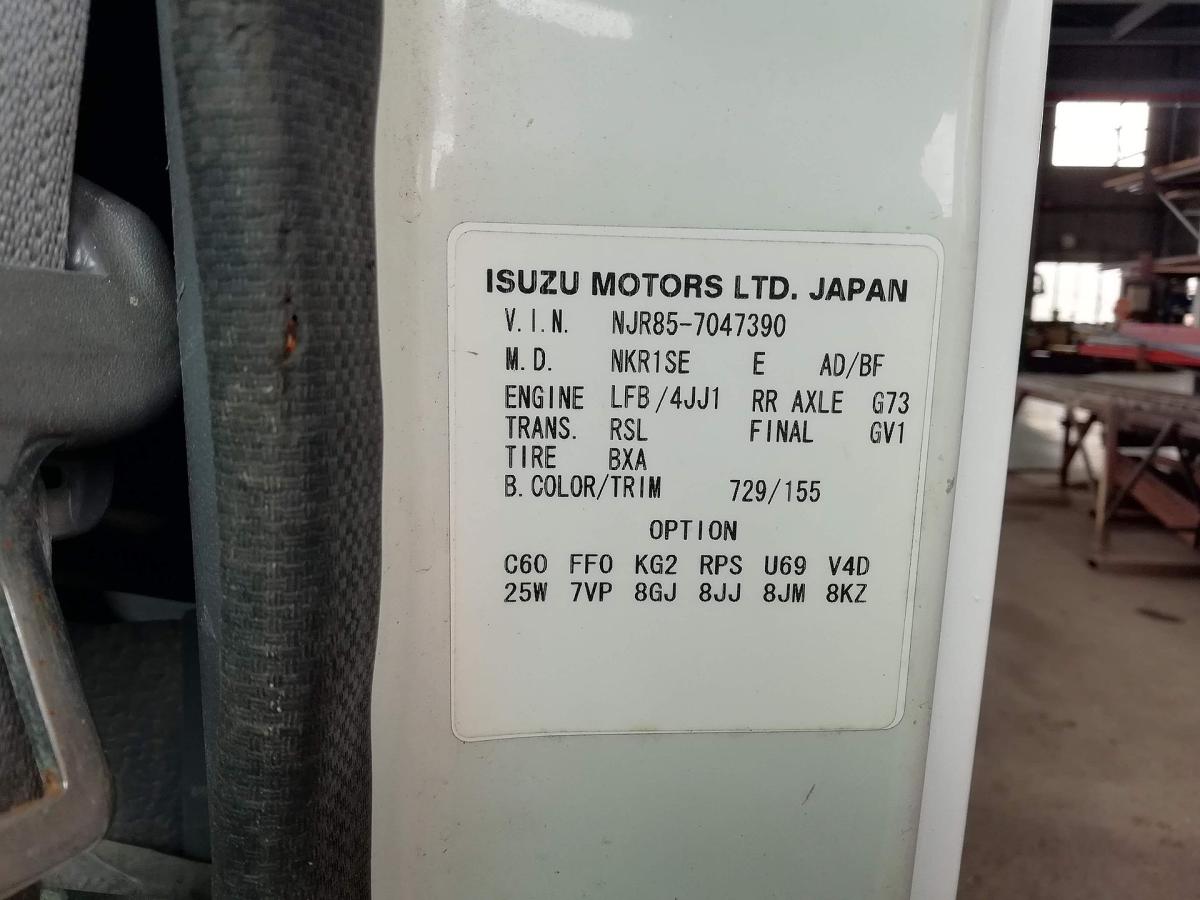 ISUZU MOTORS LTD. JAPAN
V.I.N. NJR85-7047390
M.D. NKR1SE E AD/BF
ENGINE LFB/4JJ1 RR AXLE G73
TRANS. RSL FINAL GV1
TIRE BXA
B.COLOR/TRIM 729/155
OPTION
C60 FF0 KG2 RPS U69 V4D
25W 7VP 8GJ 8JJ 8JM 8KZ